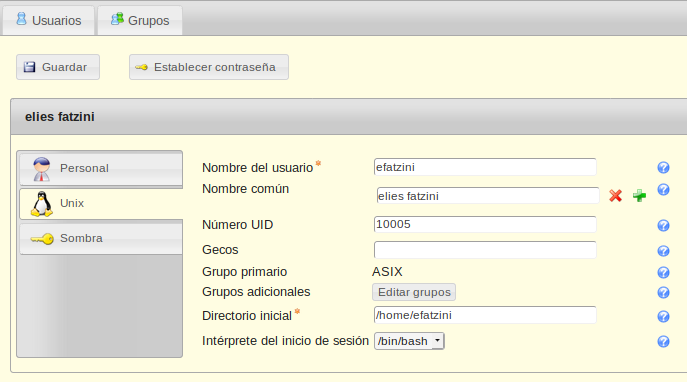 Usuarios Grupos
Guardar Establecer contraseña
elies fatzini
Personal
Unix
Sombra
Nombre del usuario* efatzini
Nombre común elies fatzini
Número UID 10005
Gecos
Grupo primario ASIX
Grupos adicionales Editar grupos
Directorio inicial* /home/efatzini
Intérprete del inicio de sesión /bin/bash